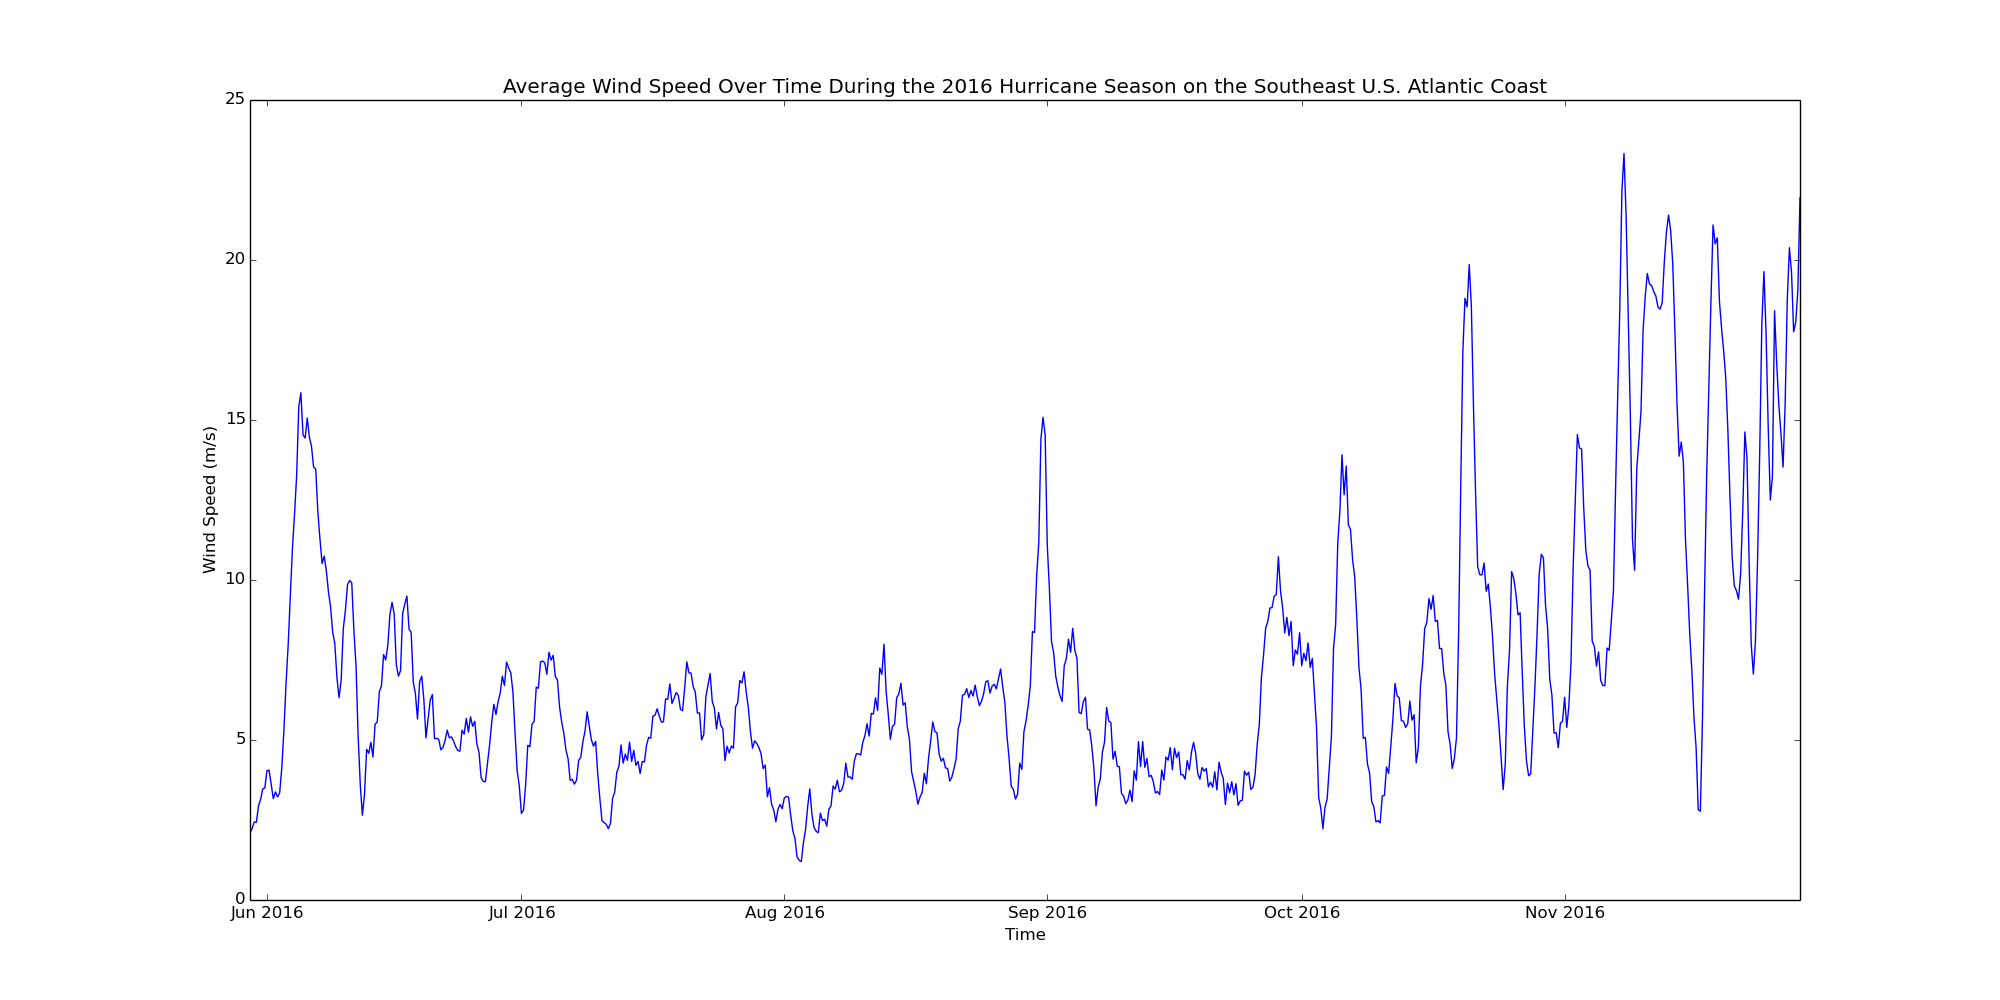 Average Wind Speed Over Time During the 2016 Hurricane Season on the Southeast U.S. Atlantic Coast
25
20
15
10
5
0
Wind Speed (m/s)
Jun 2016
Jul 2016
Aug 2016
Sep 2016
Oct 2016
Nov 2016
Time